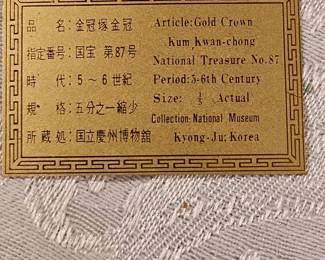 品 名:金冠塚金冠
指定番号:国宝 第87号
時 代:5～6世紀
規 格:五分之一縮少
所 蔵 処:国立慶州博物舘
Article:Gold Crown
Kum Kwan-chong
National Treasure No.87
Period:5-6th Century
Size: 1/5 Actual
Collection:National Museum
Kyong-Ju; Korea